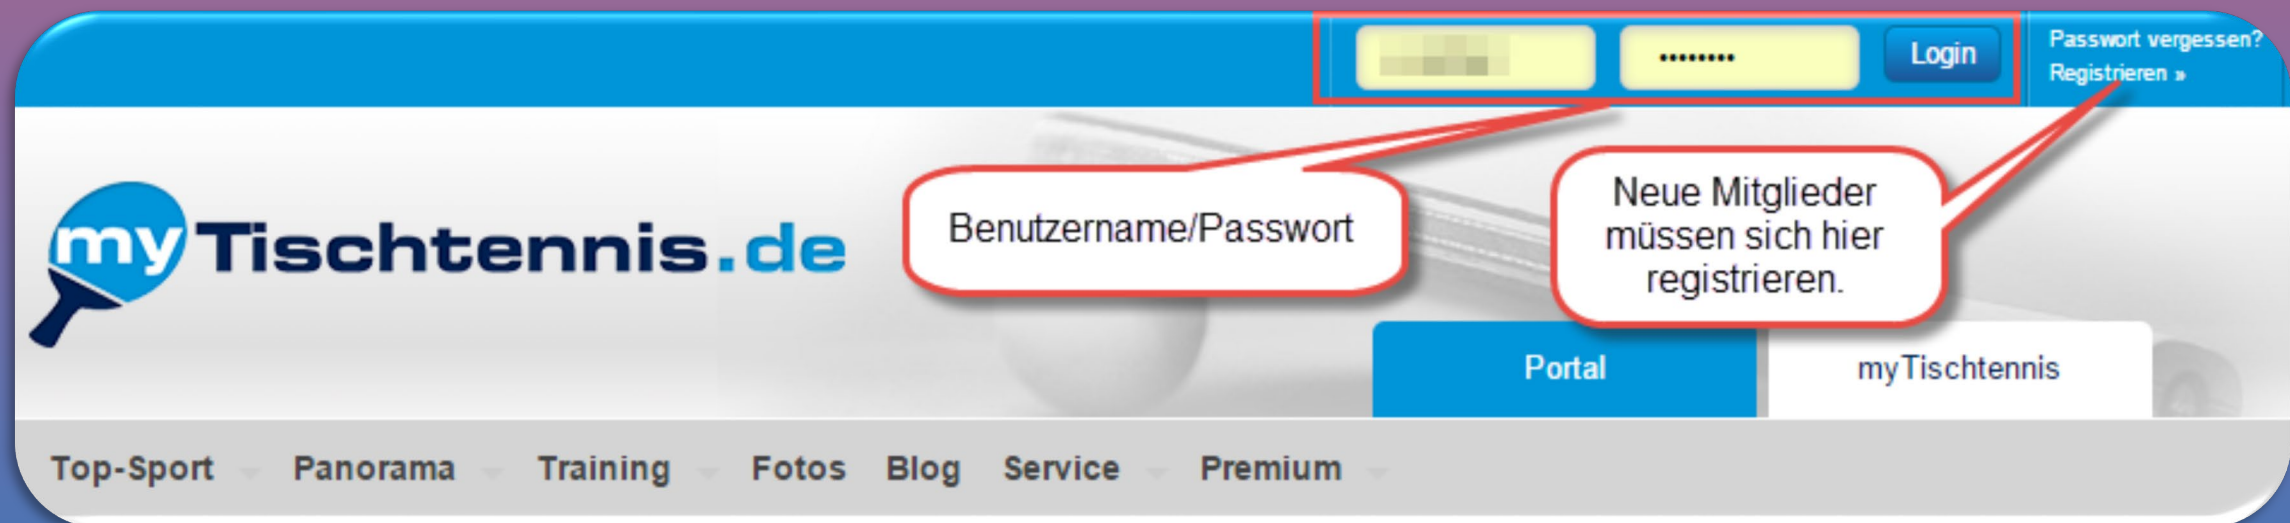 •••••••• Login Passwort vergessen?
Registrieren »
myTischtennis.de
Benutzername/Passwort
Neue Mitglieder
müssen sich hier
registrieren.
Portal myTischtennis
Top-Sport Panorama Training Fotos Blog Service Premium